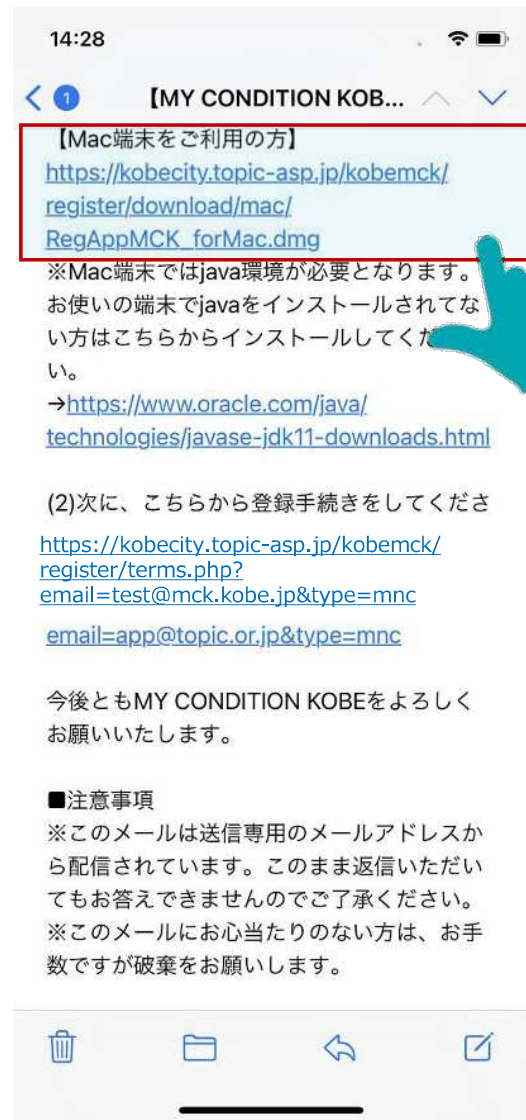 14:28
1
【MY CONDITION KOB...
【Mac端末をご利用の方】
https://kobecity.topic-asp.jp/kobemck/
register/download/mac/
RegAppMCK_forMac.dmg
※Mac端末ではjava環境が必要となります。
お使いの端末でjavaをインストールされてな
い方はこちらからインストールしてくだ
い。
→https://www.oracle.com/java/
technologies/javase-jdk11-downloads.html
(2)次に、こちらから登録手続きをしてくださ
https://kobecity.topic-asp.jp/kobemck/
register/terms.php?
email=test@mck.kobe.jp&type=mnc
email=app@topic.or.jp&type=mnc
今後ともMY CONDITION KOBEをよろしく
お願いいたします。
■注意事項
※このメールは送信専用のメールアドレスか
ら配信されています。このまま返信いただい
てもお答えできませんのでご了承ください。
※このメールにお心当たりのない方は、お手
数ですが破棄をお願いします。